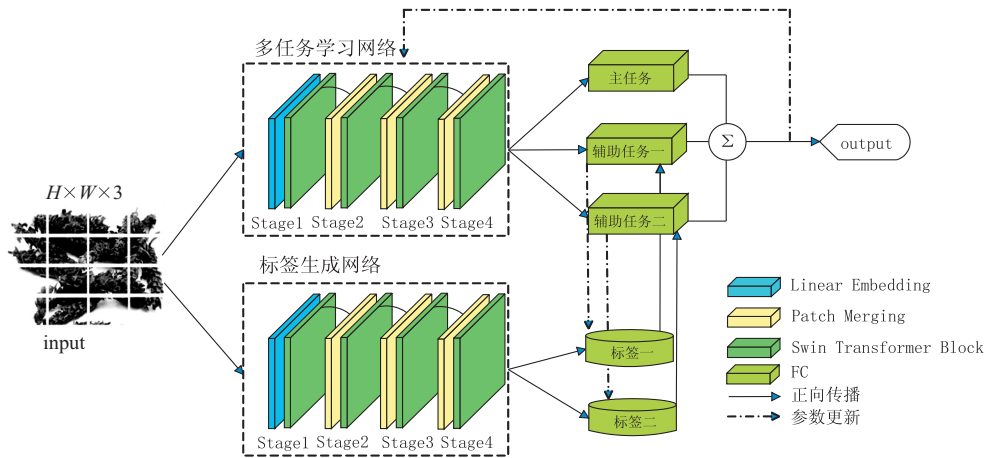 多任务学习网络
主任务
辅助任务一
Σ
output
辅助任务二
H×W×3
Stage1 Stage2 Stage3 Stage4
input
标签生成网络
标签一
标签二
Stage1 Stage2 Stage3 Stage4
Linear Embedding
Patch Merging
Swin Transformer Block
FC
正向传播
参数更新